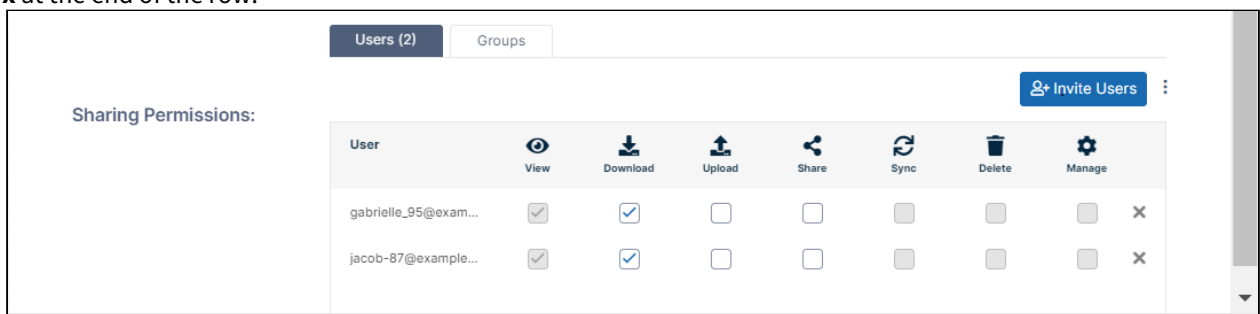 x at the end of the row.
Users (2) Groups
Invite Users
Sharing Permissions:
User View Download Upload Share Sync Delete Manage
gabrielle_95@exam...
jacob-87@example...